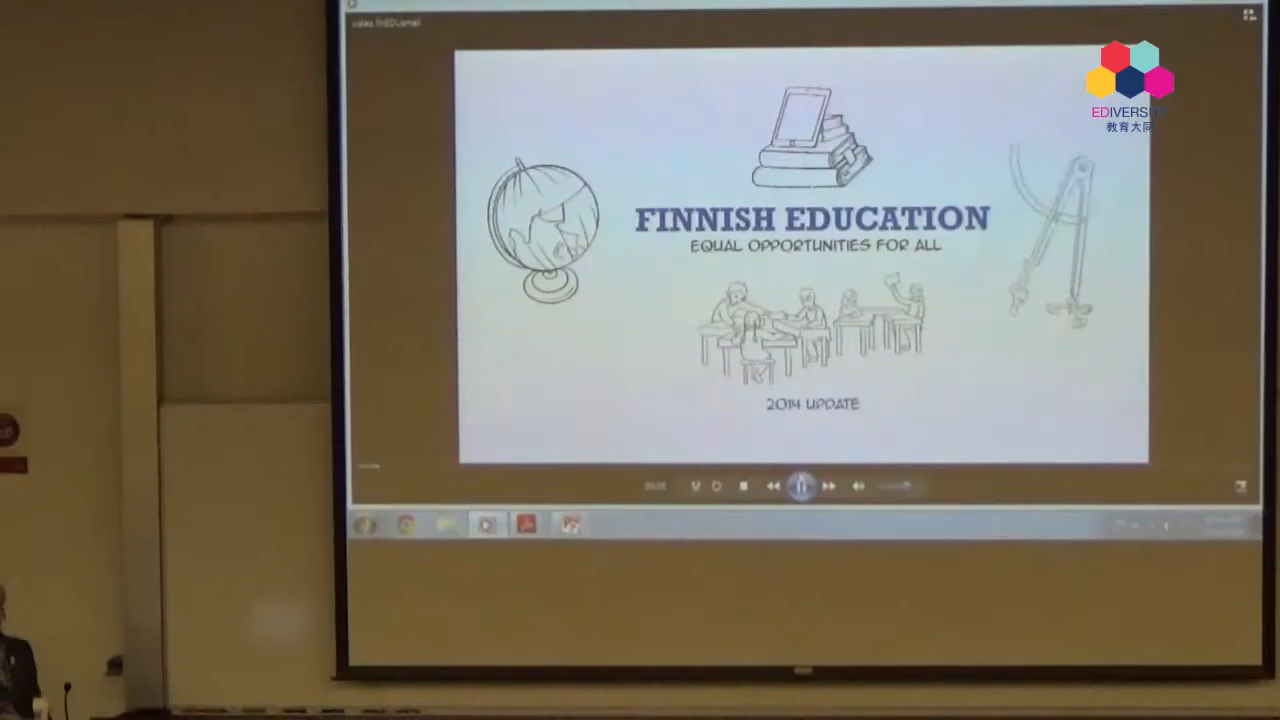 EDIVERSITY
教育大同
FINNISH EDUCATION
EQUAL OPPORTUNITIES FOR ALL
2014 UPDATE